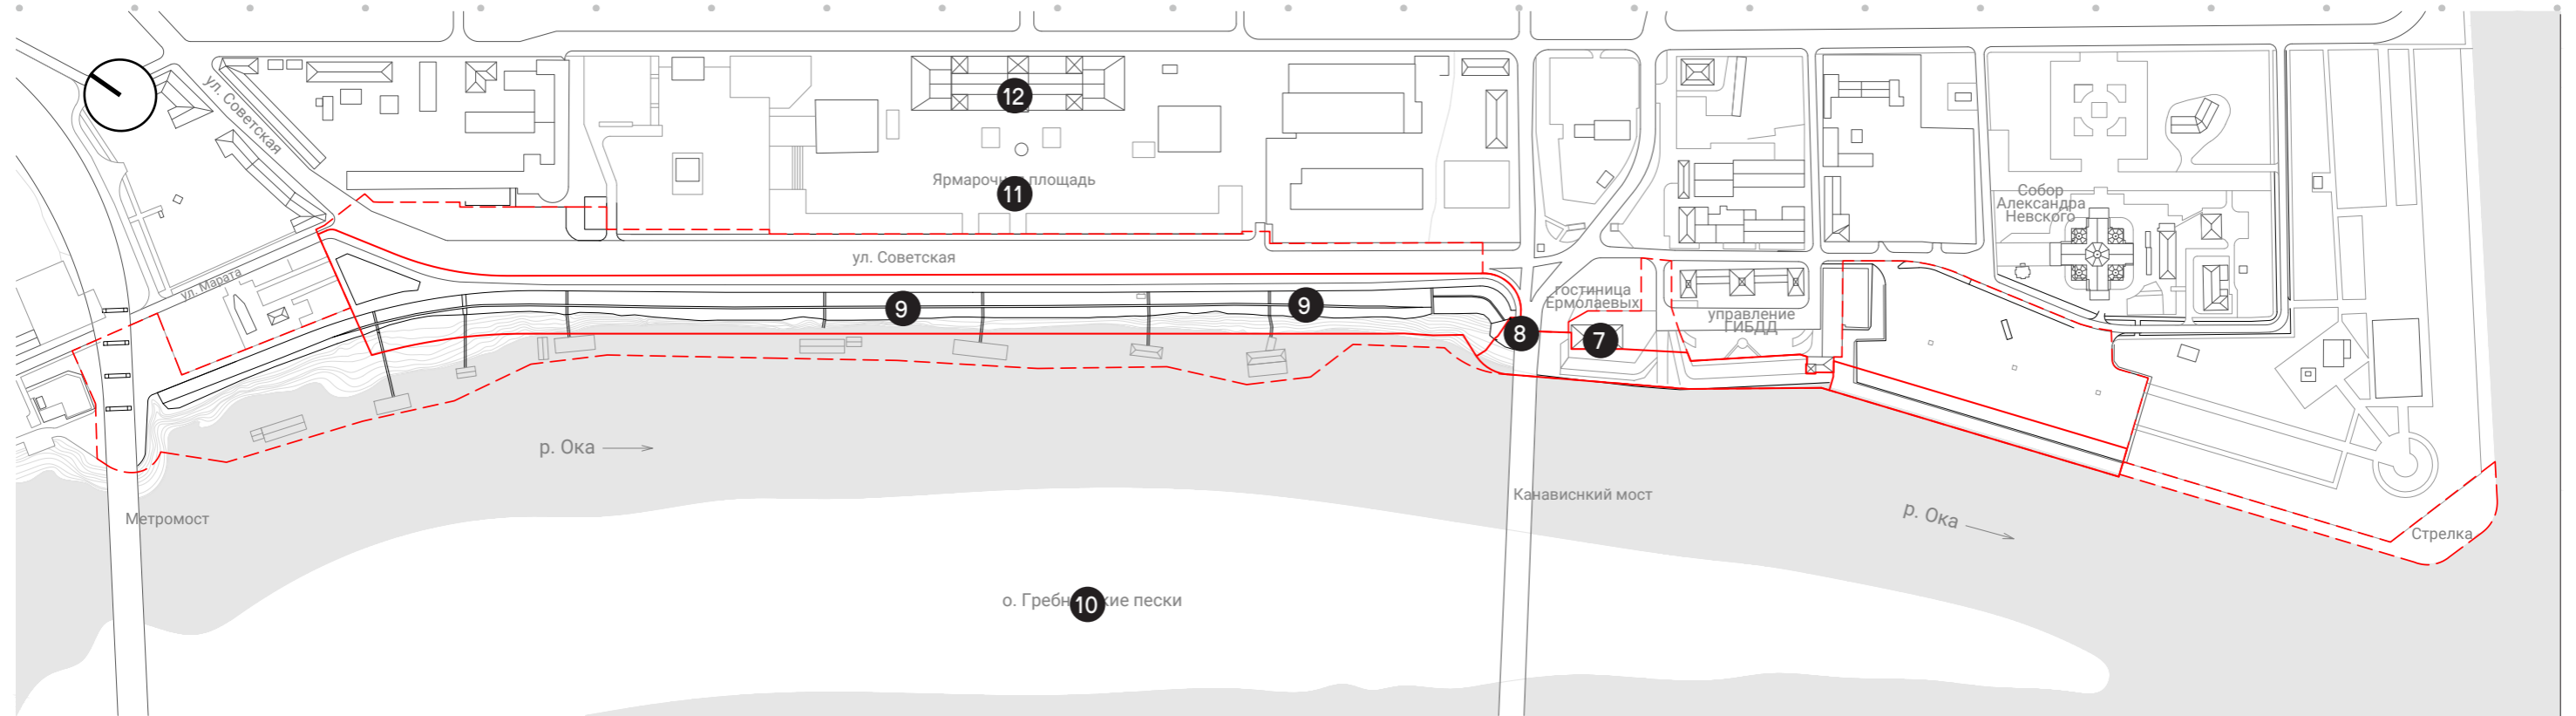 12
ул. Советская
Ярмарочная площадь
11
Собор
Александра
Невского
ул. Советская
ул. Марата
гостиница
Ермолаевых
управление
ГИБДД
9
9
8
7
р. Ока
Метромост
Канависнкий мост
р. Ока
Стрелка
о. Гребн
кие пески
10